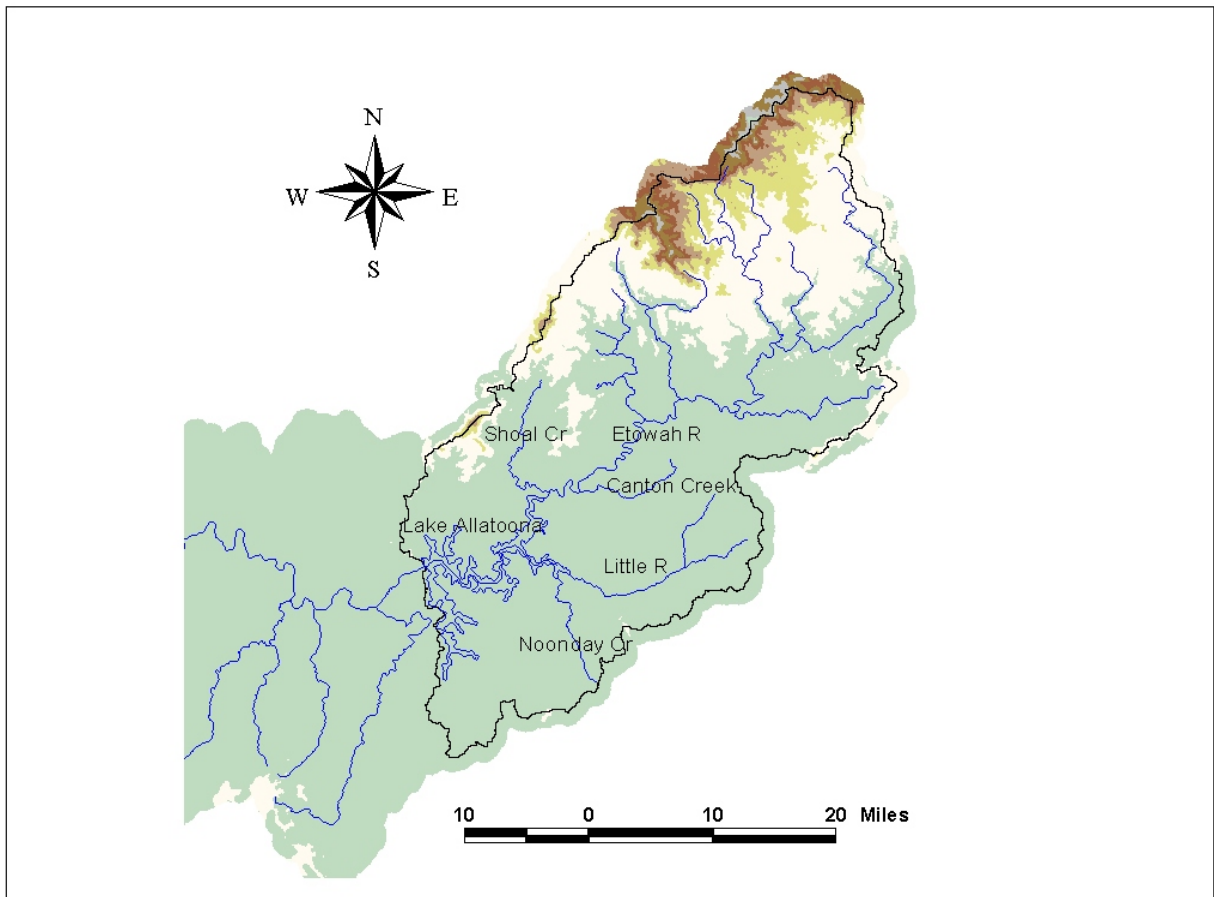 N
W E
S
Shoal Cr Etowah R
Canton Creek
Lake Allatoona
Little R
Noonday Cr
10 0 10 20 Miles